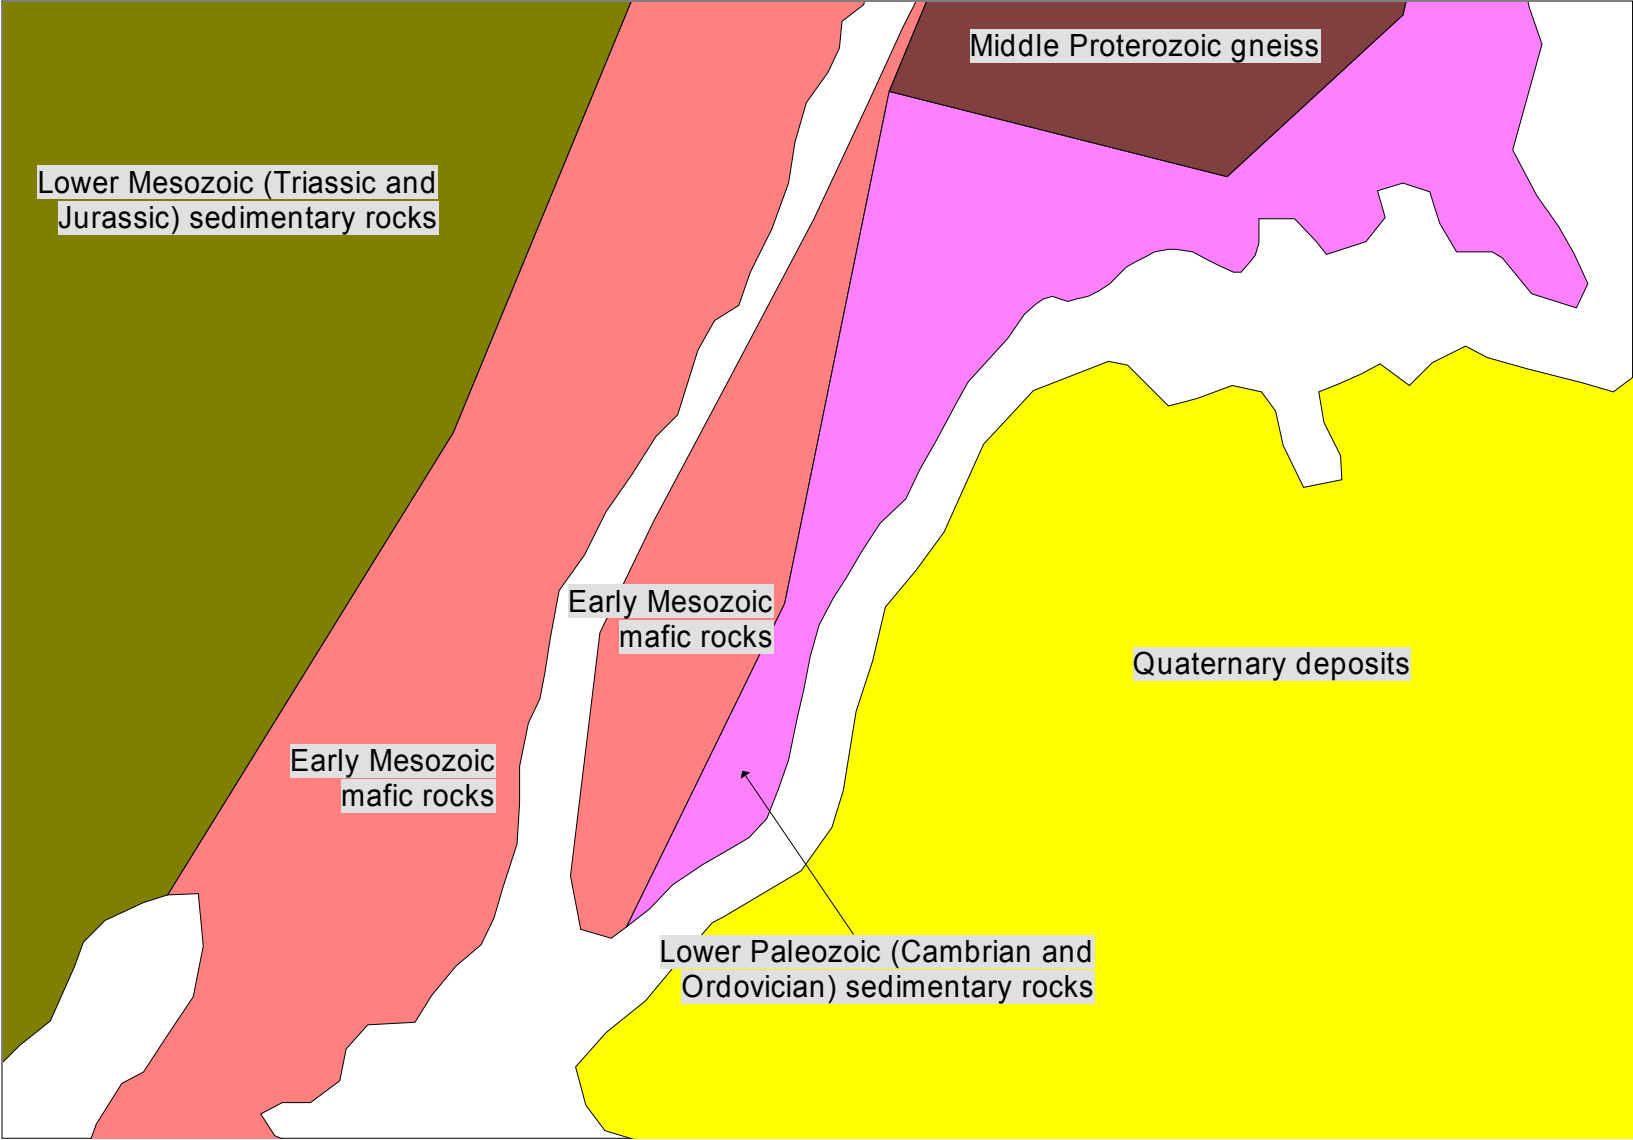 Middle Proterozoic gneiss
Lower Mesozoic (Triassic and
Jurassic) sedimentary rocks
Early Mesozoic
mafic rocks
Quaternary deposits
Early Mesozoic
mafic rocks
Lower Paleozoic (Cambrian and
Ordovician) sedimentary rocks